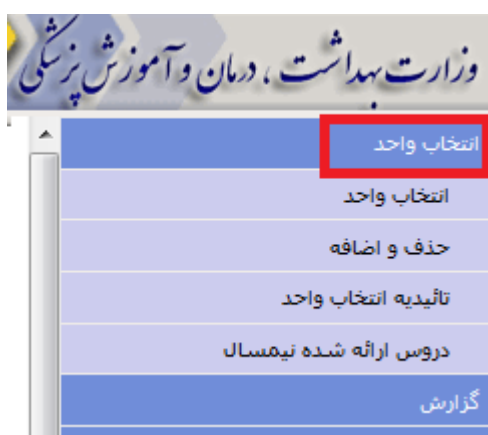 وزارت بهداشت ، درمان و آموزش پزشکی
انتخاب واحد
انتخاب واحد
حذف و اضافه
تائیدیه انتخاب واحد
دروس ارائه شده نیمسال
گزارش